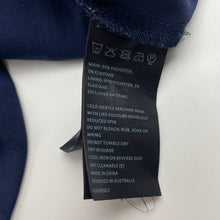 MAIN: 95% POLYESTER,
5% ELASTANE
LINING: 95% POLYESTER,
5% ELASTANE
EXCLUSIVE OF TRIMS
COLD GENTLE MACHINE WASH
WITH LIKE COLOURS INSIDE
OUT
DO NOT BLEACH, RUB, SOAK OR
WRING
DO NOT TUMBLE DRY
DRY IN SHADE
COOL IRON ON REVERSE SIDE
DRY CLEANABLE (P)
MADE IN CHINA
DESIGNED IN AUSTRALIA